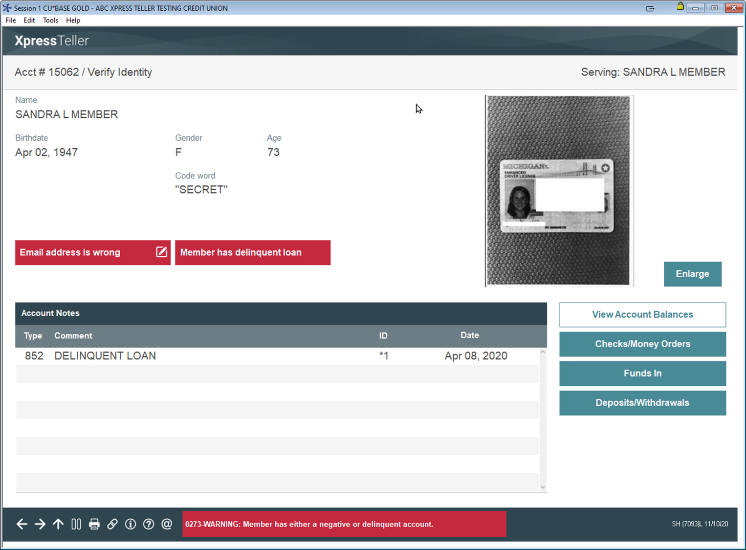 Session 1 CU*BASE GOLD - ABC XPRESS TELLER TESTING CREDIT UNION
File Edit Tools Help
XpressTeller
Acct # 15062 / Verify Identity
Serving: SANDRA L MEMBER
Name
SANDRA L MEMBER
Birthdate Gender Age
Apr 02, 1947 F 73
Code word
"SECRET"
MICHIGAN
ENHANCED
DRIVER LICENSE
Email address is wrong
Member has delinquent loan
Enlarge
Account Notes
Type Comment ID Date
852 DELINQUENT LOAN *1 Apr 08, 2020
View Account Balances
Checks/Money Orders
Funds In
Deposits/Withdrawals
0273-WARNING: Member has either a negative or delinquent account.
SH (7093)L 11/10/20